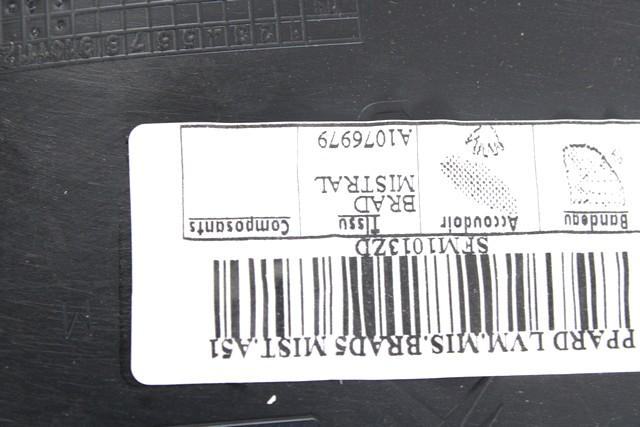 PPARD LVM.MIS.BRAD5 MIST.A51
SFM1013ZD
Bandeau
Accoudoir
Tissu
BRAD
MISTRAL
A1076979
Composants